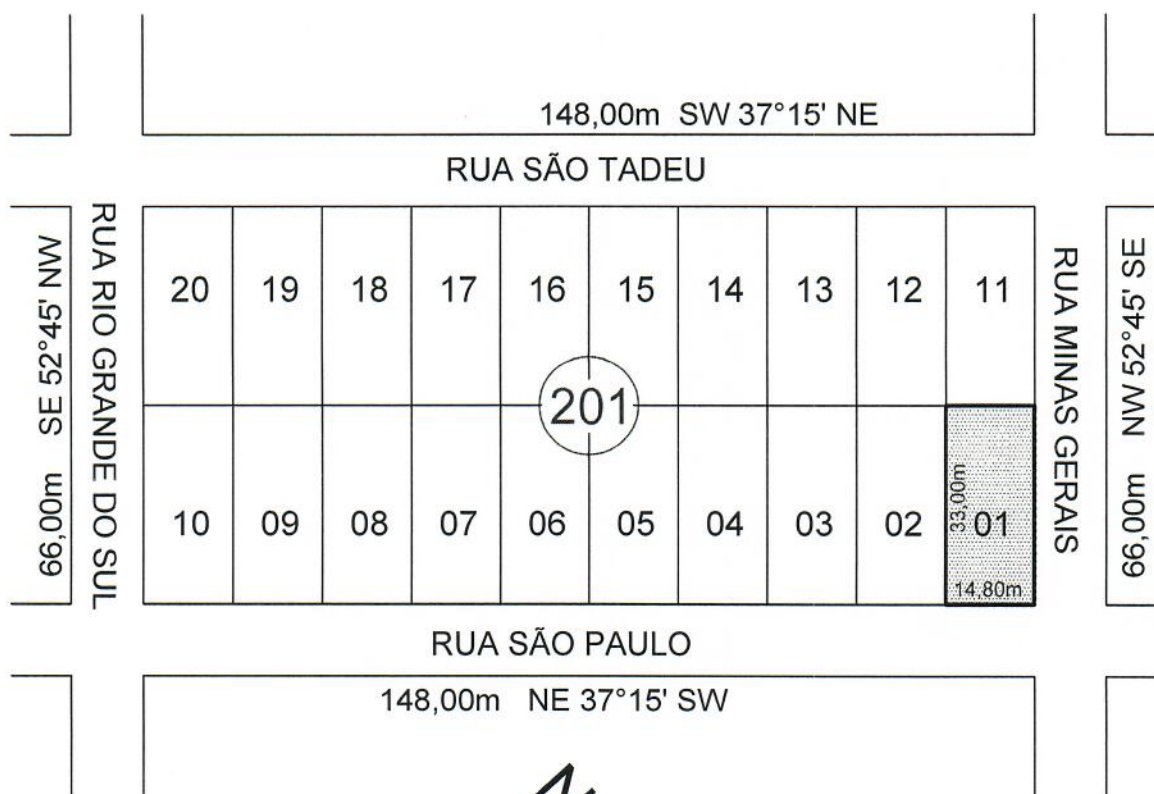 148,00m SW 37°15' NE
RUA SÃO TADEU
66,00m SE 52°45' NW
RUA RIO GRANDE DO SUL
20 19 18 17 16 15 14 13 12 11
201
10 09 08 07 06 05 04 03 02 01
33,00m
14,80m
RUA MINAS GERAIS
66,00m NW 52°45' SE
RUA SÃO PAULO
148,00m NE 37°15' SW